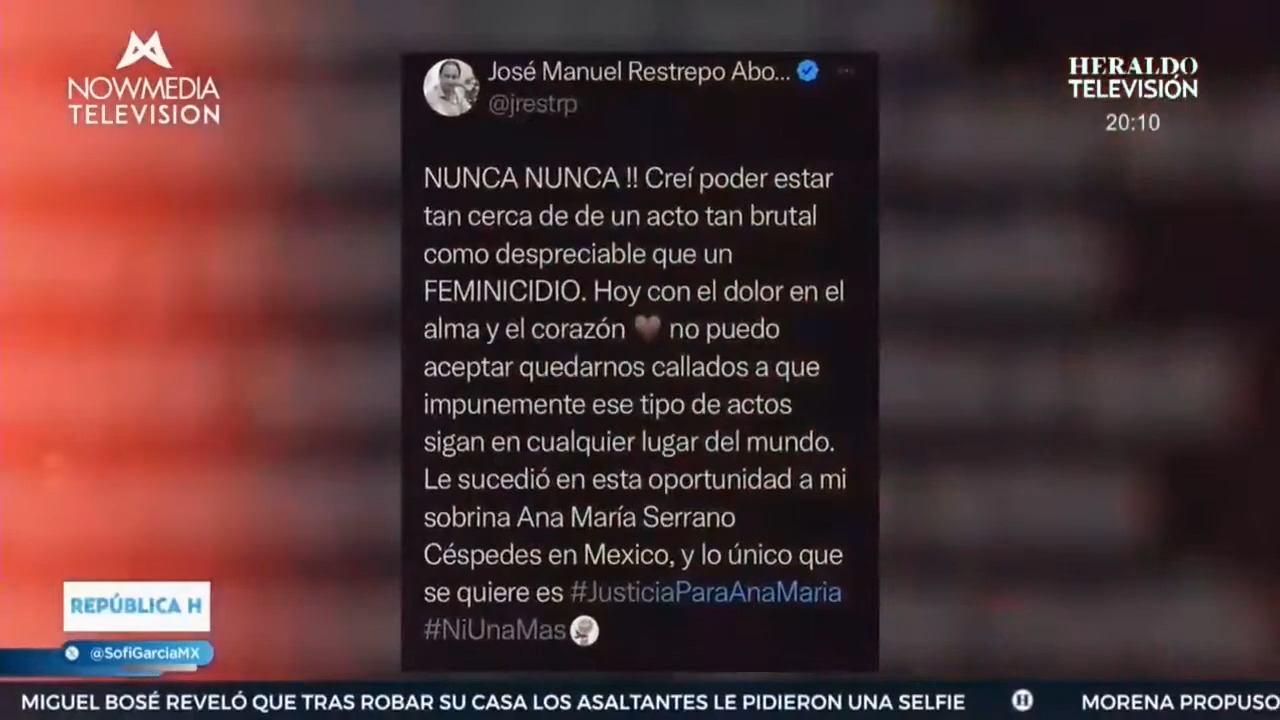 NOWMEDIA
TELEVISION
HERALDO
TELEVISIÓN
20:10
José Manuel Restrepo Abo...
@jrestrp
NUNCA NUNCA !! Creí poder estar
tan cerca de de un acto tan brutal
como despreciable que un
FEMINICIDIO. Hoy con el dolor en el
alma y el corazón 🖤 no puedo
aceptar quedarnos callados a que
impunemente ese tipo de actos
sigan en cualquier lugar del mundo.
Le sucedió en esta oportunidad a mi
sobrina Ana María Serrano
Céspedes en Mexico, y lo único que
se quiere es #JusticiaParaAnaMaria
#NiUnaMas
REPÚBLICA H
@SofiGarciaMX
MIGUEL BOSÉ REVELÓ QUE TRAS ROBAR SU CASA LOS ASALTANTES LE PIDIERON UNA SELFIE H MORENA PROPUSO